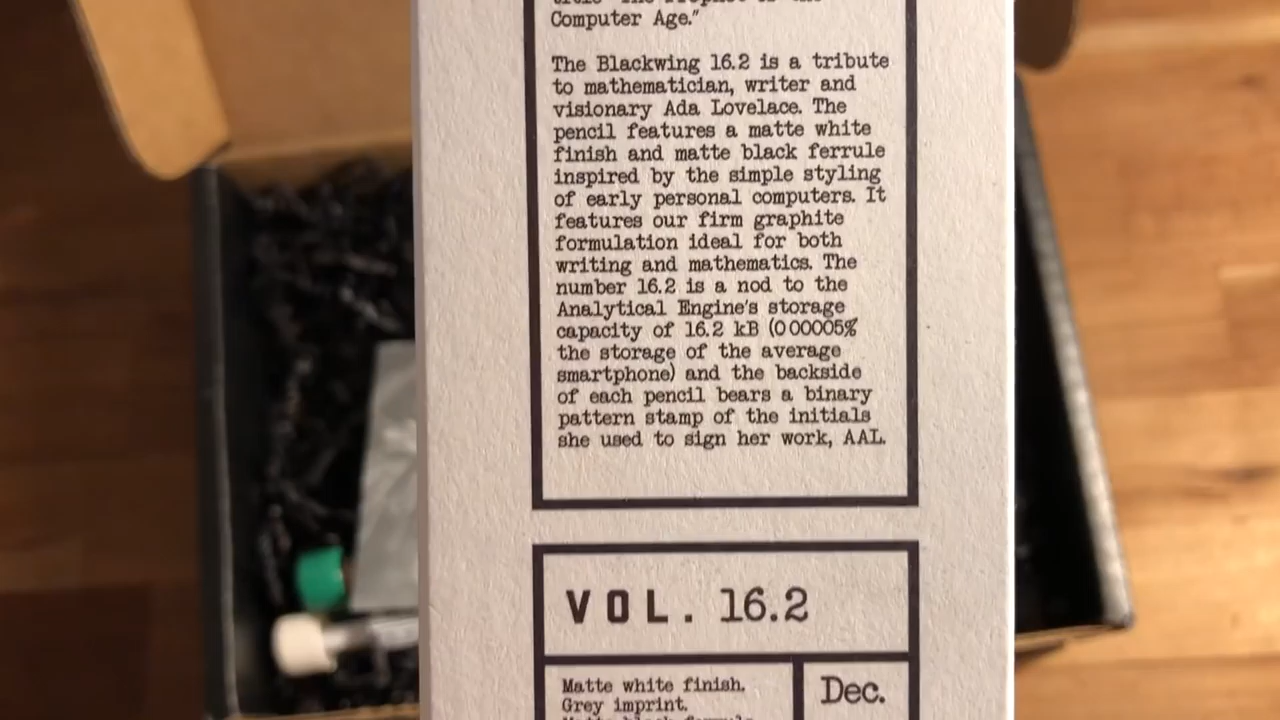 Computer Age."
The Blackwing 16.2 is a tribute
to mathematician, writer and
visionary Ada Lovelace. The
pencil features a matte white
finish and matte black ferrule
inspired by the simple styling
of early personal computers. It
features our firm graphite
formulation ideal for both
writing and mathematics. The
number 16.2 is a nod to the
Analytical Engine's storage
capacity of 16.2 kB (0 00005%
the storage of the average
smartphone) and the backside
of each pencil bears a binary
pattern stamp of the initials
she used to sign her work, AAL.
VOL. 16.2
Matte white finish.
Grey imprint.
Dec.